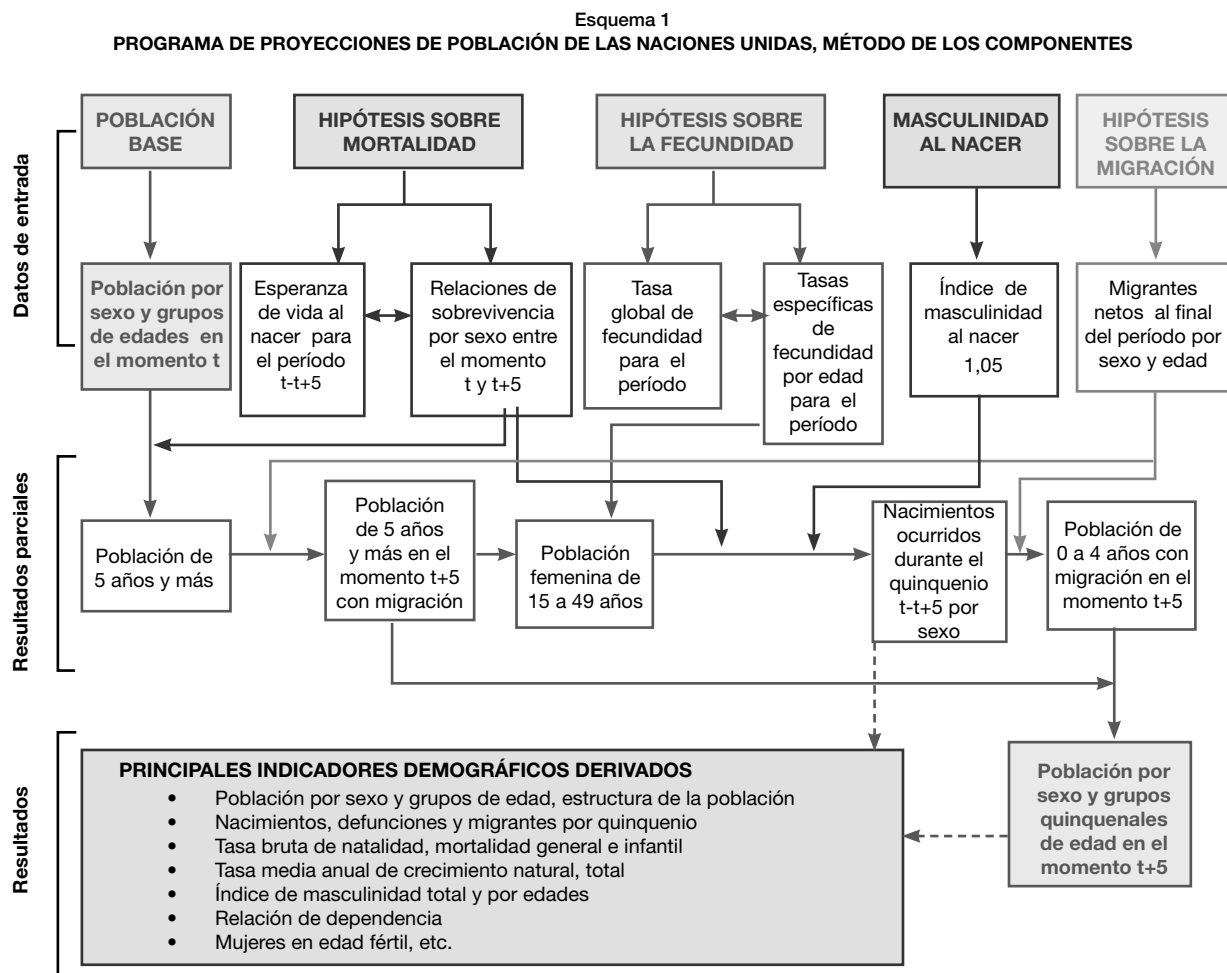 Esquema 1
PROGRAMA DE PROYECCIONES DE POBLACIÓN DE LAS NACIONES UNIDAS, MÉTODO DE LOS COMPONENTES
Datos de entrada
POBLACIÓN
BASE
HIPÓTESIS SOBRE
MORTALIDAD
HIPÓTESIS SOBRE
LA FECUNDIDAD
MASCULINIDAD
AL NACER
HIPÓTESIS
SOBRE LA
MIGRACIÓN
Población por
sexo y grupos
de edades en
el momento t
Esperanza
de vida al
nacer para
el período
t-t+5
Relaciones de
sobrevivencia
por sexo entre
el momento
t y t+5
Tasa
global de
fecundidad
para el
período
Tasas
específicas
de
fecundidad
por edad
para el
período
Índice de
masculinidad
al nacer
1,05
Migrantes
netos al final
del período por
sexo y edad
Resultados parciales
Población de
5 años y más
Población
de 5 años
y más en el
momento t+5
con migración
Población
femenina de
15 a 49 años
Nacimientos
ocurridos
durante el
quinquenio
t-t+5 por
sexo
Población de
0 a 4 años con
migración en el
momento t+5
Resultados
PRINCIPALES INDICADORES DEMOGRÁFICOS DERIVADOS
• Población por sexo y grupos de edad, estructura de la población
• Nacimientos, defunciones y migrantes por quinquenio
• Tasa bruta de natalidad, mortalidad general e infantil
• Tasa media anual de crecimiento natural, total
• Índice de masculinidad total y por edades
• Relación de dependencia
• Mujeres en edad fértil, etc.
Población por
sexo y grupos
quinquenales
de edad en el
momento t+5